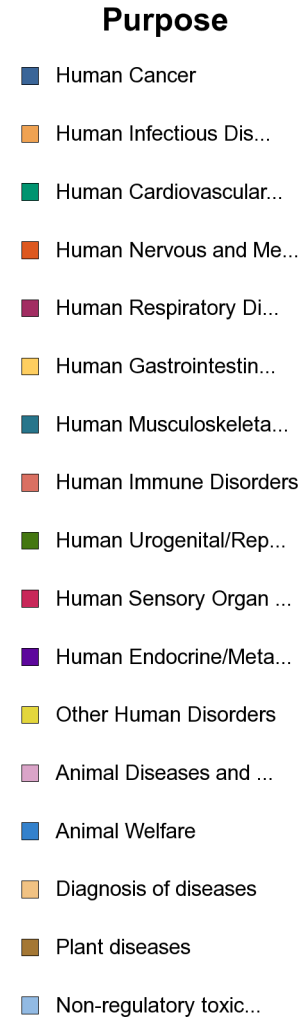 Purpose
Human Cancer
Human Infectious Dis...
Human Cardiovascular...
Human Nervous and Me...
Human Respiratory Di...
Human Gastrointestin...
Human Musculoskeleta...
Human Immune Disorders
Human Urogenital/Rep...
Human Sensory Organ ...
Human Endocrine/Meta...
Other Human Disorders
Animal Diseases and ...
Animal Welfare
Diagnosis of diseases
Plant diseases
Non-regulatory toxic...